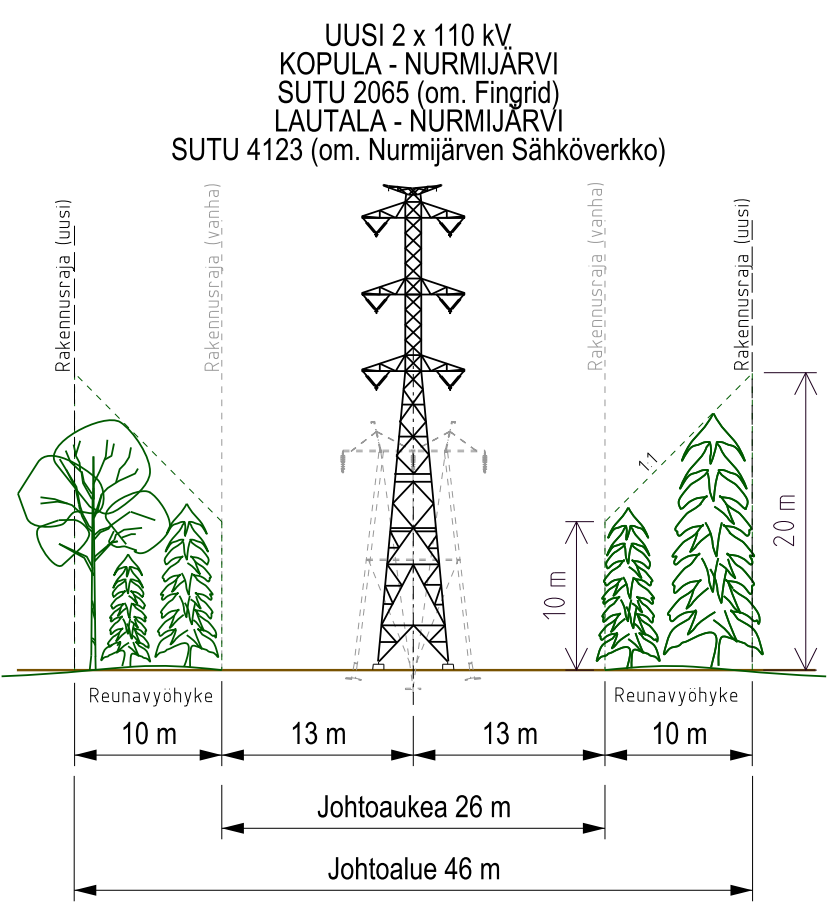 UUSI 2 x 110 kV
KOPULA - NURMIJÄRVI
SUTU 2065 (om. Fingrid)
LAUTALA - NURMIJÄRVI
SUTU 4123 (om. Nurmijärven Sähköverkko)
Rakennusraja (uusi)
Rakennusraja (vanha)
Rakennusraja (vanha)
Rakennusraja (uusi)
1:1
10 m
20 m
Reunavyöhyke
Reunavyöhyke
10 m
13 m
13 m
10 m
Johtoaukea 26 m
Johtoalue 46 m